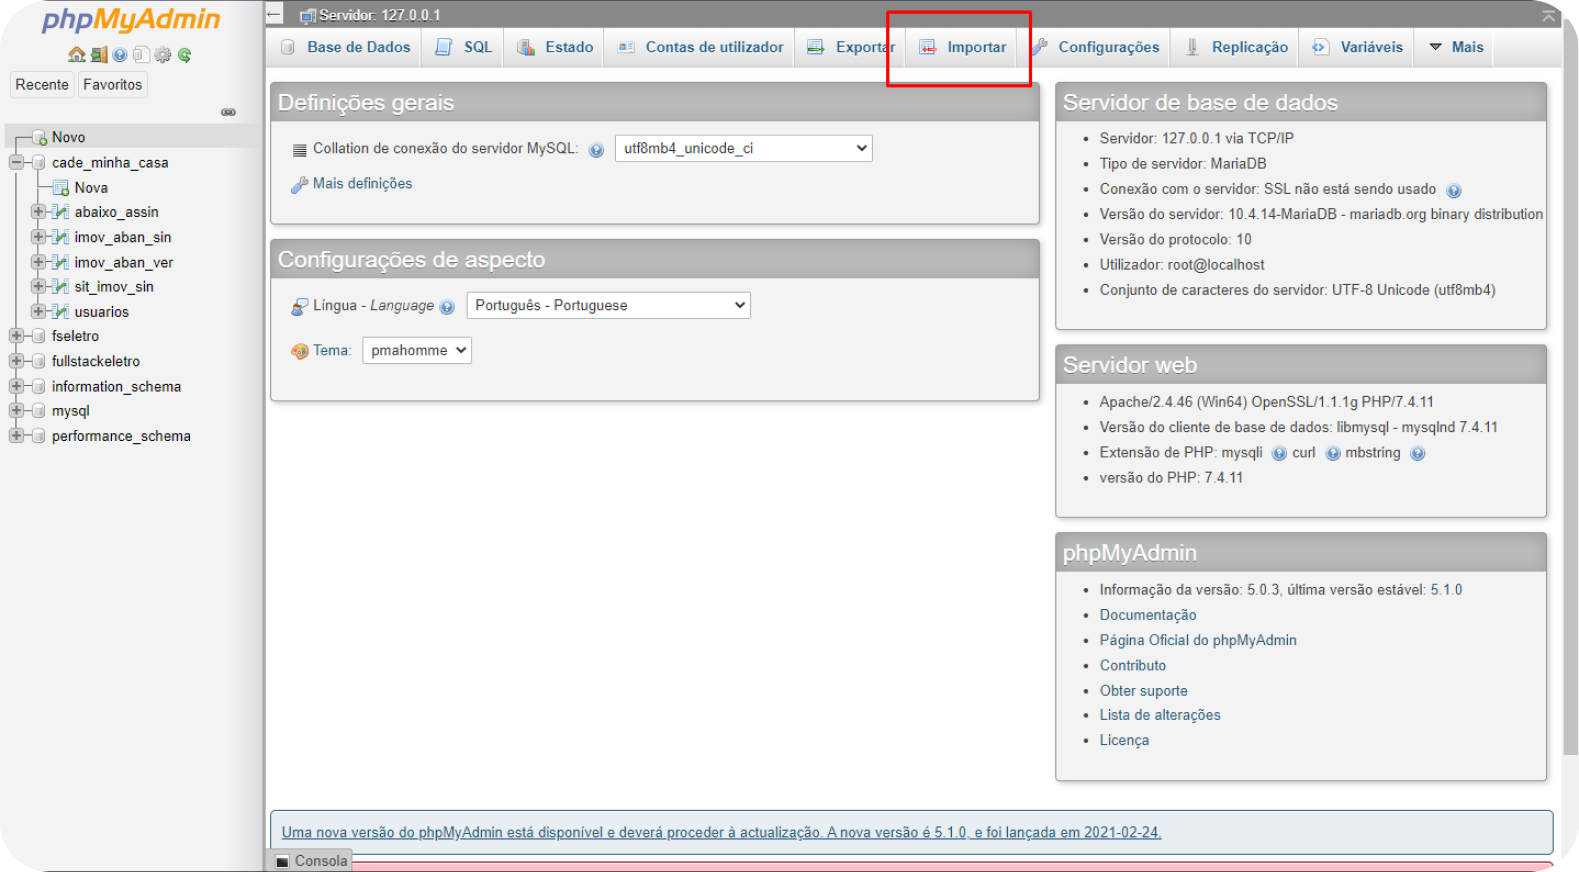 phpMyAdmin
Recente Favoritos
Novo
cade_minha_casa
Nova
abaixo_assin
imov_aban_sin
imov_aban_ver
sit_imov_sin
usuarios
fseletro
fullstackeletro
information_schema
mysql
performance_schema
Servidor: 127.0.0.1
Base de Dados SQL Estado Contas de utilizador Exportar Importar Configurações Replicação Variáveis Mais
Definições gerais
Collation de conexão do servidor MySQL: utf8mb4_unicode_ci
Mais definições
Configurações de aspecto
Língua - Language Português - Portuguese
Tema: pmahomme
Servidor de base de dados
Servidor: 127.0.0.1 via TCP/IP
Tipo de servidor: MariaDB
Conexão com o servidor: SSL não está sendo usado
Versão do servidor: 10.4.14-MariaDB - mariadb.org binary distribution
Versão do protocolo: 10
Utilizador: root@localhost
Conjunto de caracteres do servidor: UTF-8 Unicode (utf8mb4)
Servidor web
Apache/2.4.46 (Win64) OpenSSL/1.1.1g PHP/7.4.11
Versão do cliente de base de dados: libmysql - mysqlnd 7.4.11
Extensão de PHP: mysqli curl mbstring
versão do PHP: 7.4.11
phpMyAdmin
Informação da versão: 5.0.3, última versão estável: 5.1.0
Documentação
Página Oficial do phpMyAdmin
Contributo
Obter suporte
Lista de alterações
Licença
Uma nova versão do phpMyAdmin está disponível e deverá proceder à actualização. A nova versão é 5.1.0, e foi lançada em 2021-02-24.
Consola